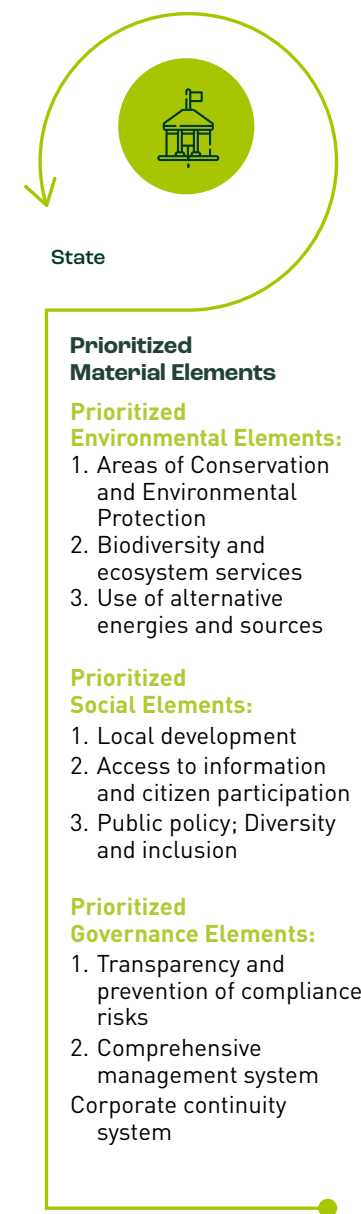 State
Prioritized
Material Elements
Prioritized
Environmental Elements:
1. Areas of Conservation
and Environmental
Protection
2. Biodiversity and
ecosystem services
3. Use of alternative
energies and sources
Prioritized
Social Elements:
1. Local development
2. Access to information
and citizen participation
3. Public policy; Diversity
and inclusion
Prioritized
Governance Elements:
1. Transparency and
prevention of compliance
risks
2. Comprehensive
management system
Corporate continuity
system